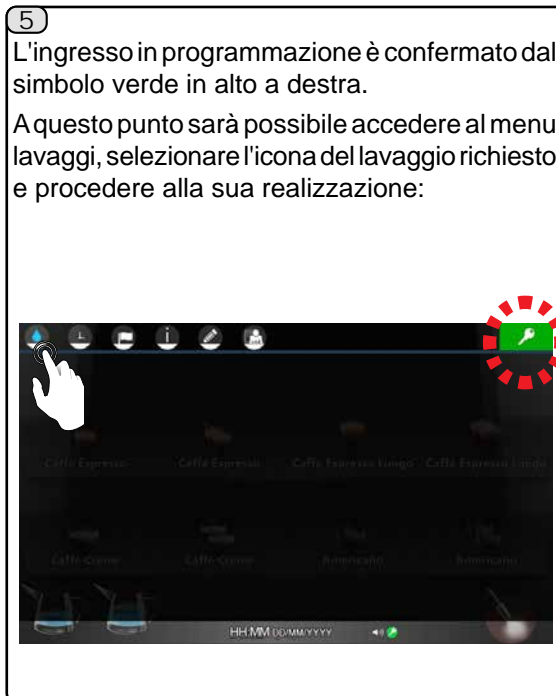 5
L'ingresso in programmazione è confermato dal
simbolo verde in alto a destra.
A questo punto sarà possibile accedere al menu
lavaggi, selezionare l'icona del lavaggio richiesto
e procedere alla sua realizzazione:
Caffè Espresso Caffè Espresso Caffè Espresso Lungo Caffè Espresso Lungo
Caffè Creme Caffè Creme Americano Americano
HH:MM DD/MM/YYYY